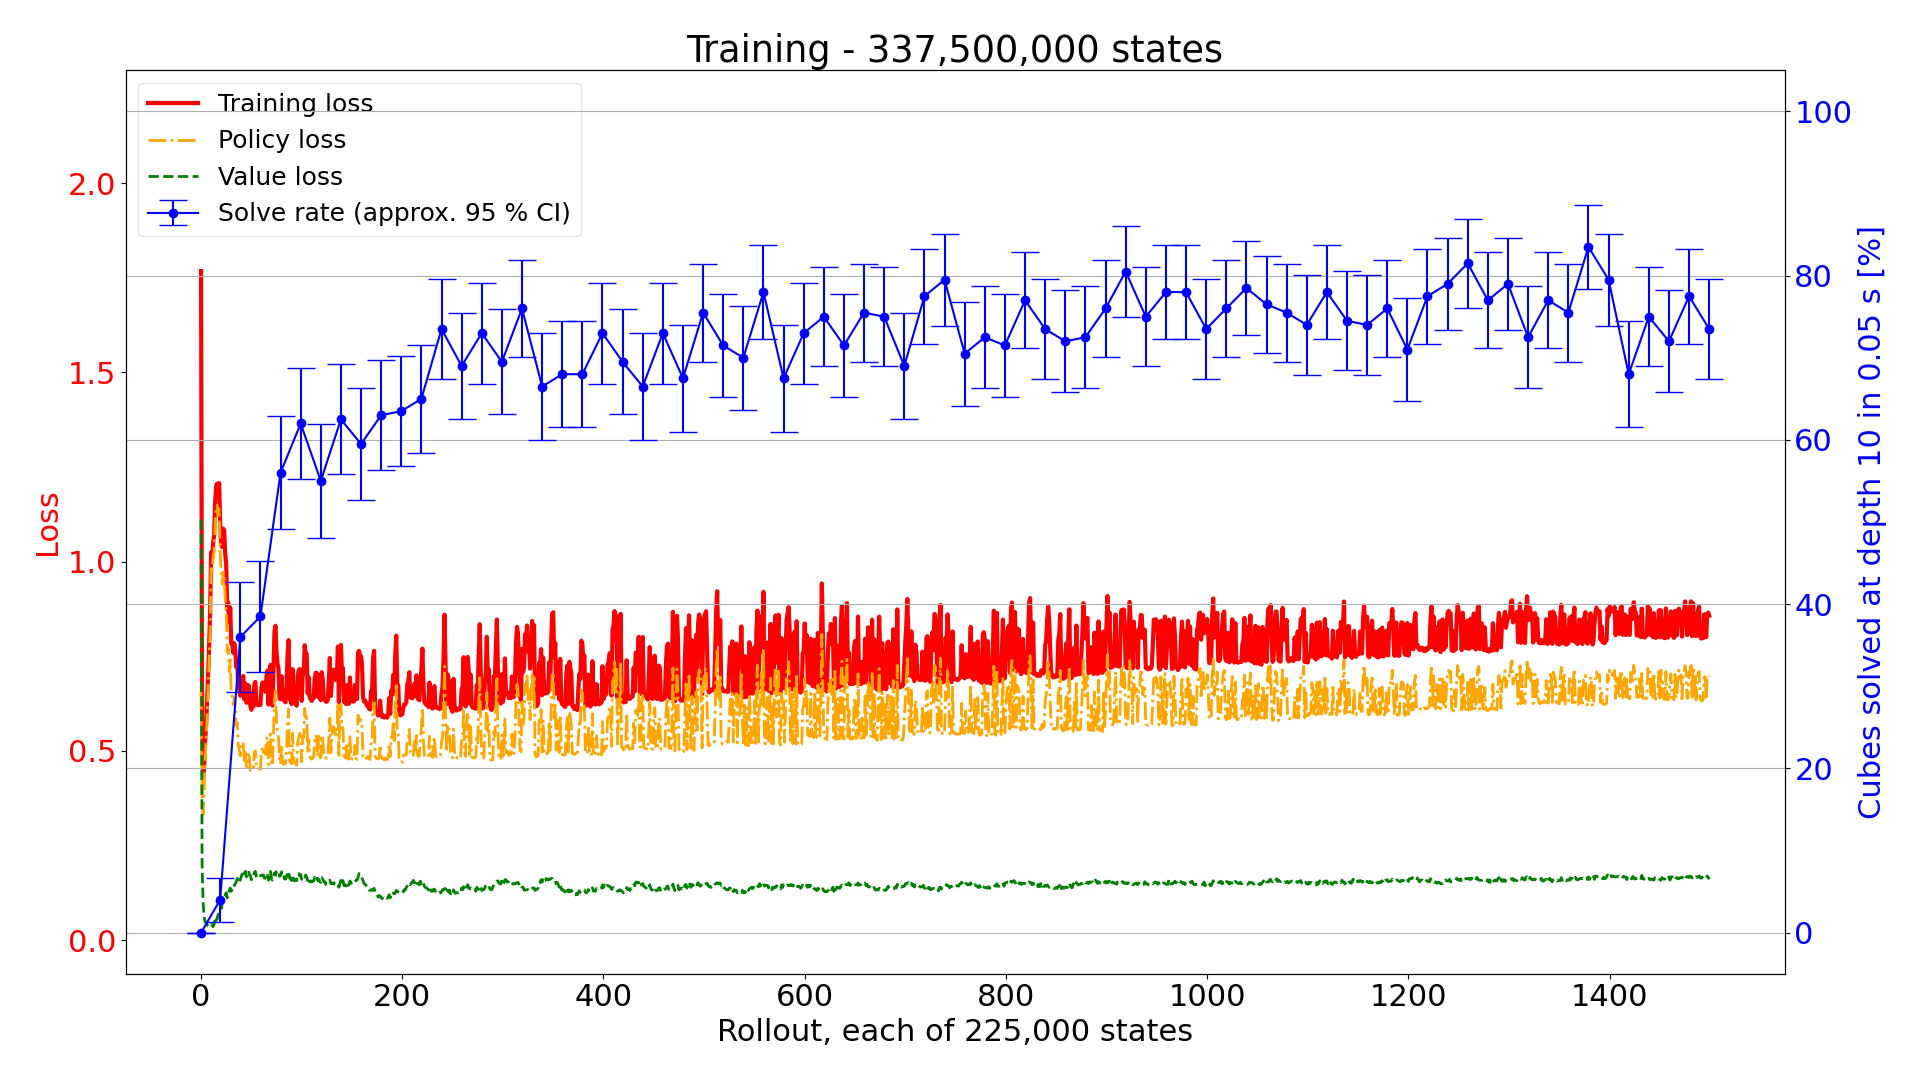 Training - 337,500,000 states
Training loss
Policy loss
Value loss
Solve rate (approx. 95 % CI)
Loss
2.0
1.5
1.0
0.5
0.0
100
80
60
40
20
0
Cubes solved at depth 10 in 0.05 s [%]
0 200 400 600 800 1000 1200 1400
Rollout, each of 225,000 states